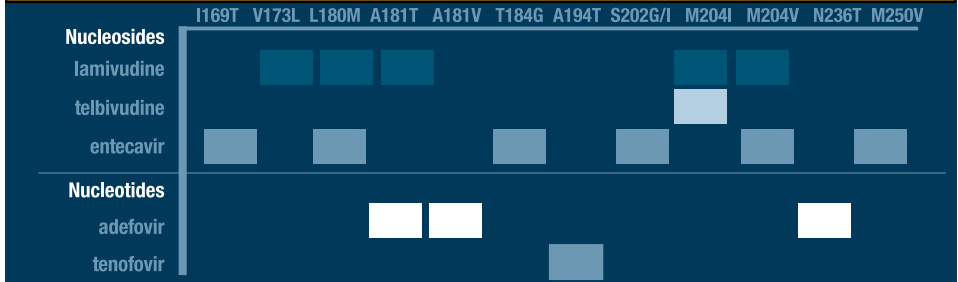 I169T V173L L180M A181T A181V T184G A194T S202G/I M204I M204V N236T M250V
Nucleosides
lamivudine
telbivudine
entecavir
Nucleotides
adefovir
tenofovir